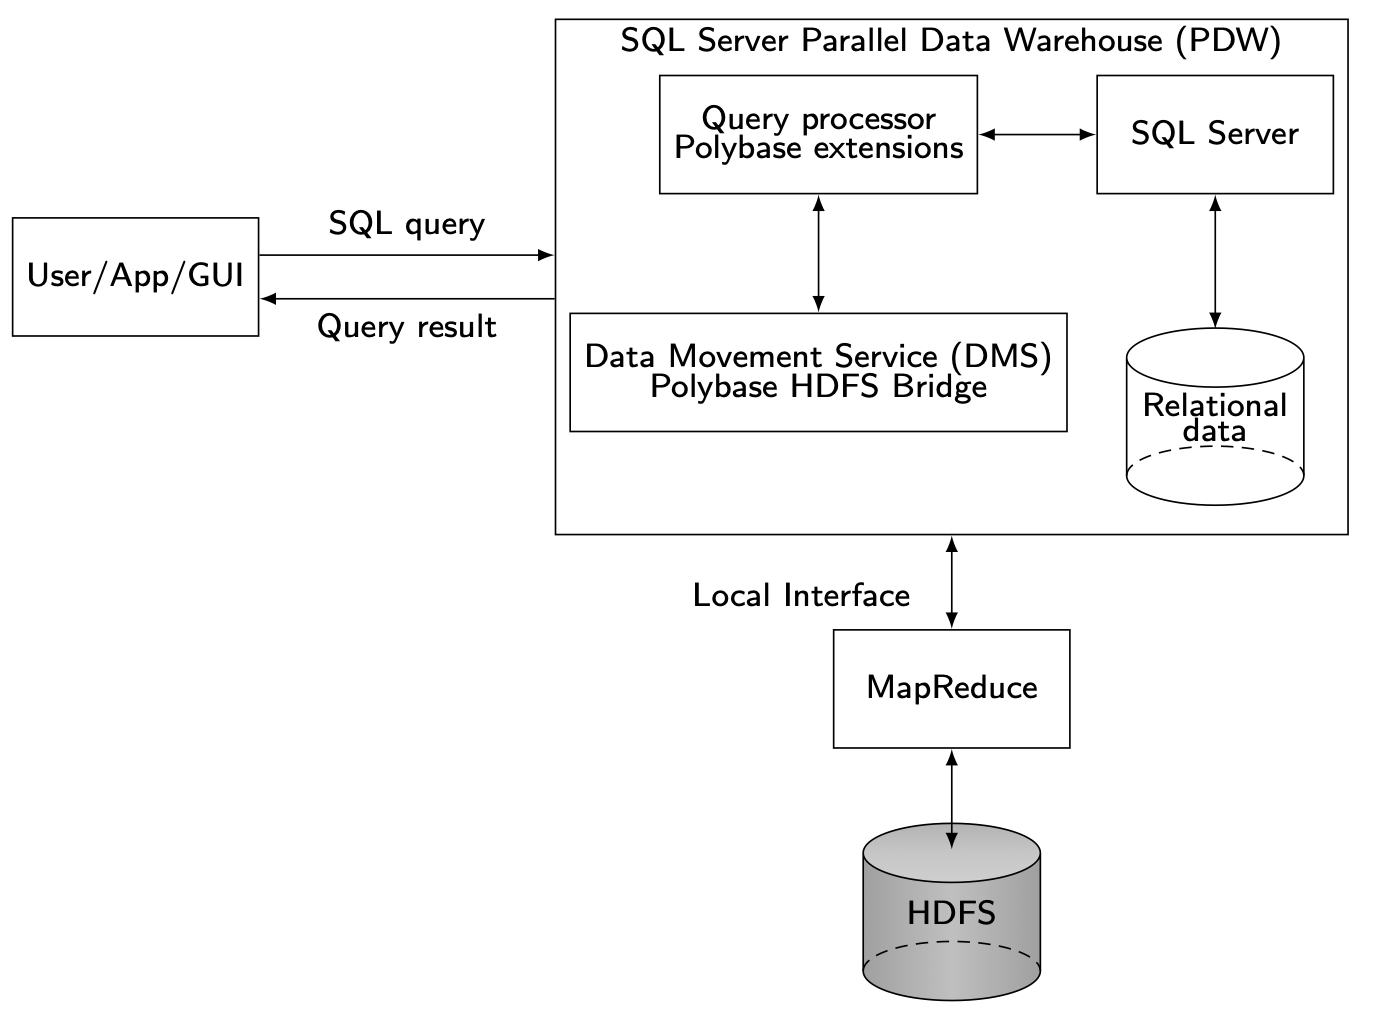 SQL Server Parallel Data Warehouse (PDW)
Query processor
Polybase extensions
SQL Server
SQL query
User/App/GUI
Query result
Data Movement Service (DMS)
Polybase HDFS Bridge
Relational
data
Local Interface
MapReduce
HDFS